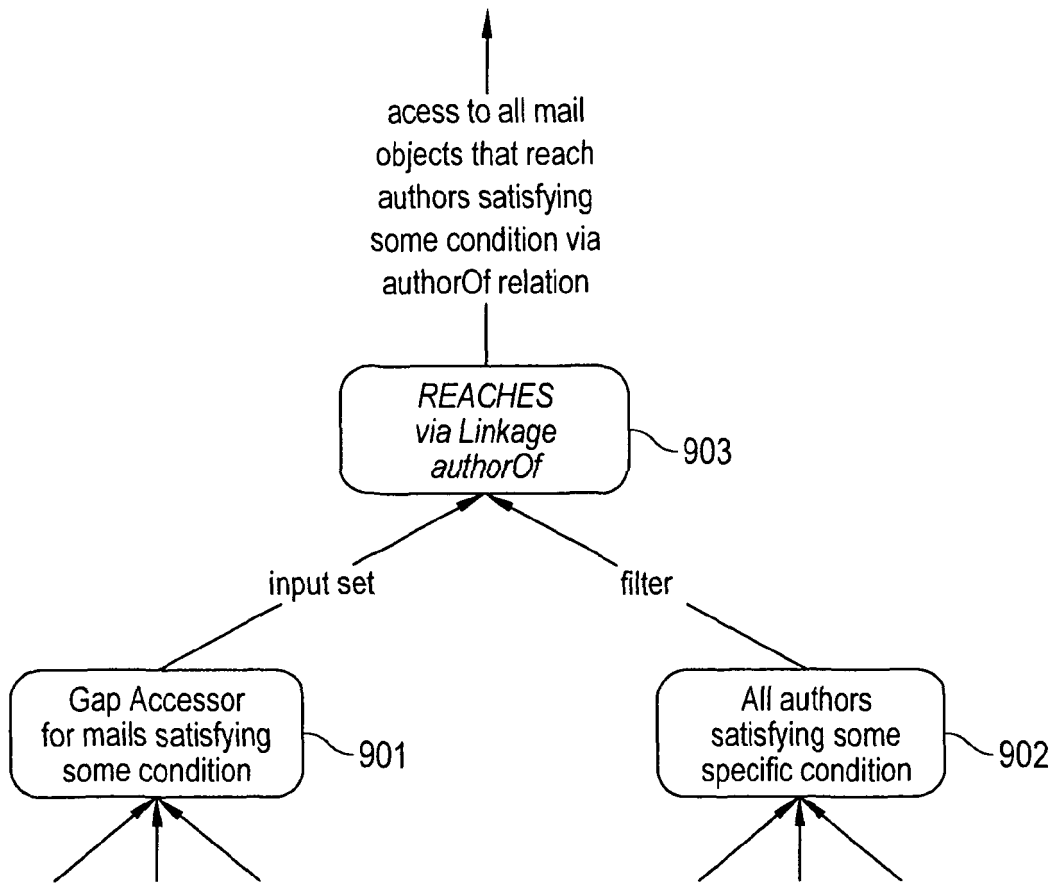 acess to all mail
objects that reach
authors satisfying
some condition via
authorOf relation
REACHES
via Linkage
authorOf
903
input set
filter
Gap Accessor
for mails satisfying
some condition
901
All authors
satisfying some
specific condition
902